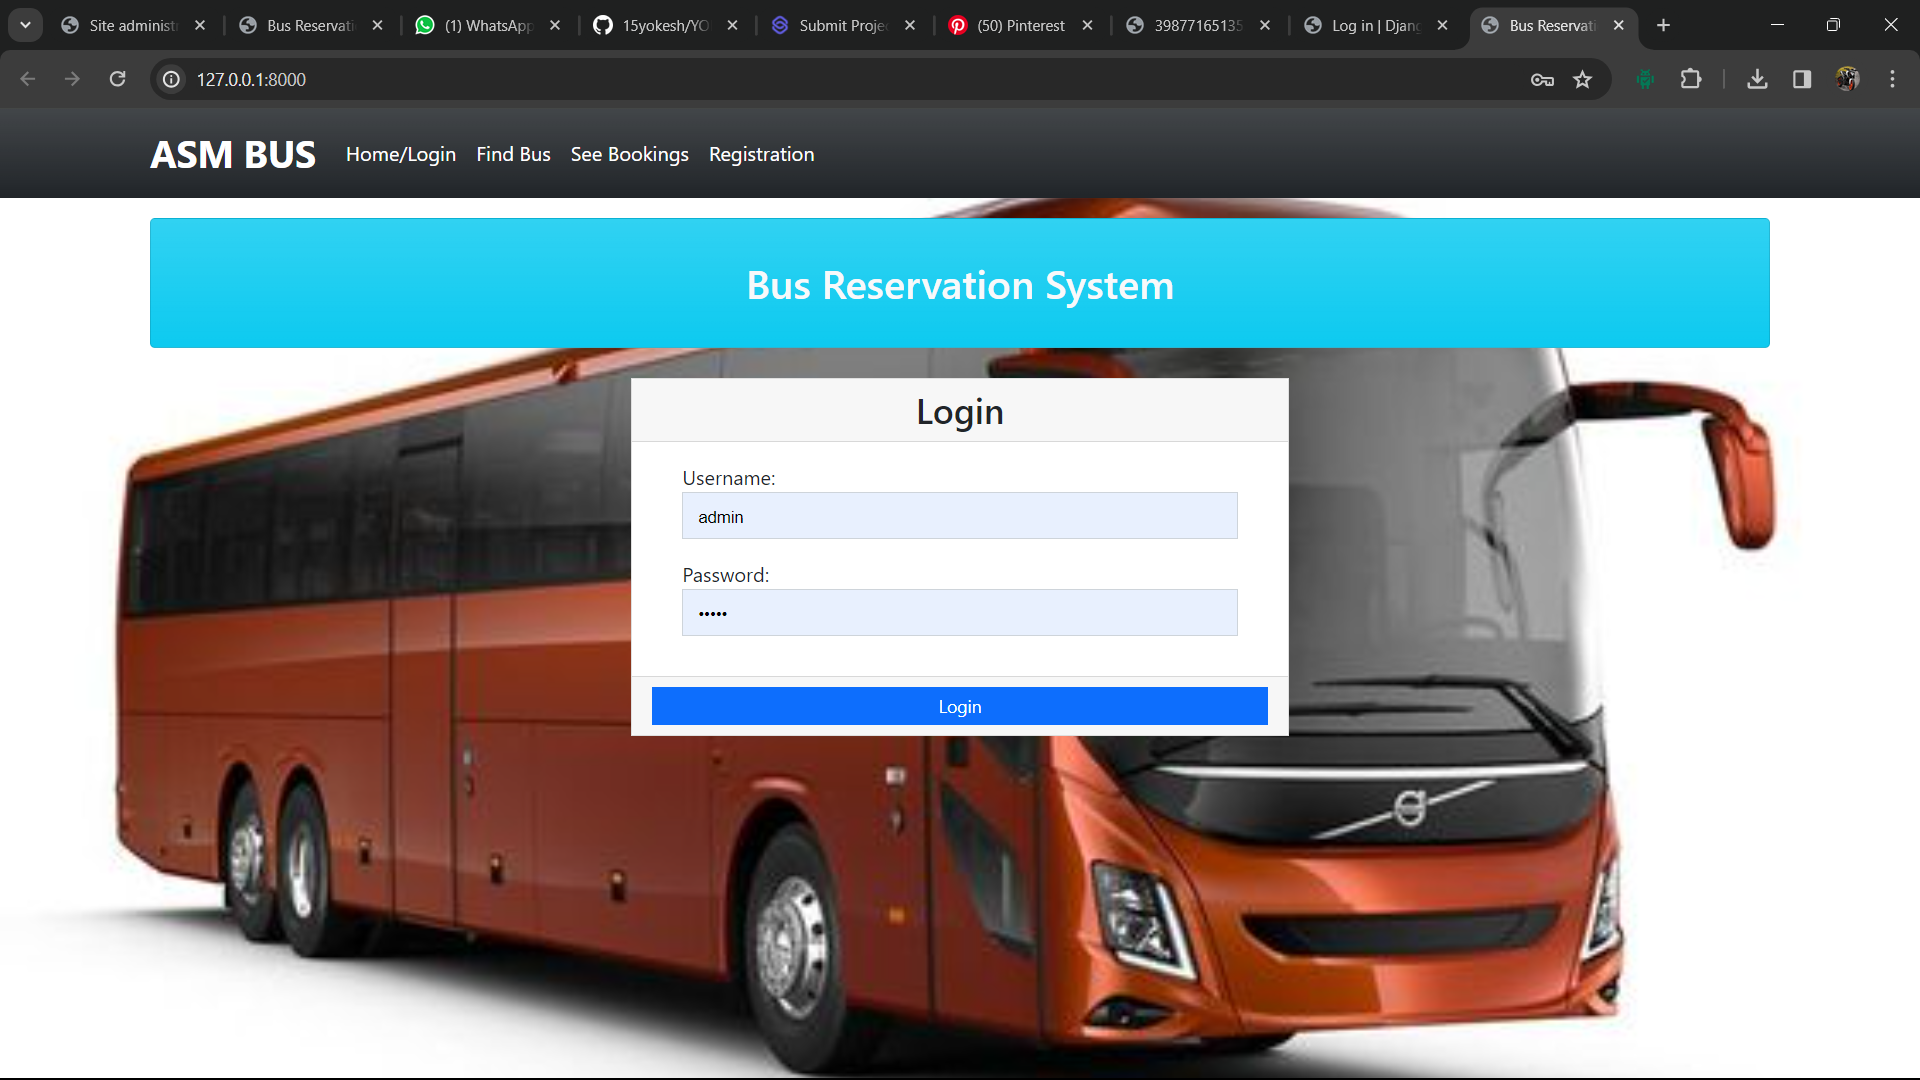 Site administ
Bus Reservati
(1) WhatsApp
15yokesh/YO
Submit Projec
(50) Pinterest
39877165135
Log in | Djang
Bus Reservati
127.0.0.1:8000
ASM BUS Home/Login Find Bus See Bookings Registration
Bus Reservation System
Login
Username:
admin
Password:
•••••
Login